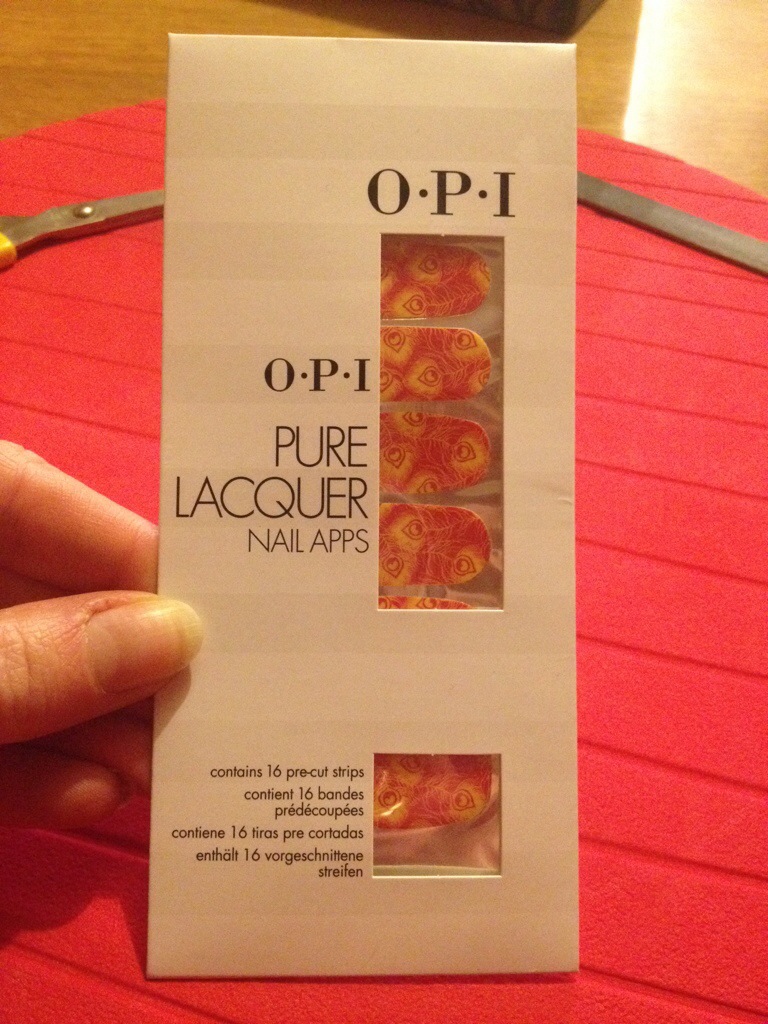 O·P·I
O·P·I
PURE
LACQUER
NAIL APPS
contains 16 pre-cut strips
contient 16 bandes
prédécoupées
contiene 16 tiras pre cortadas
enthält 16 vorgeschnittene
streifen